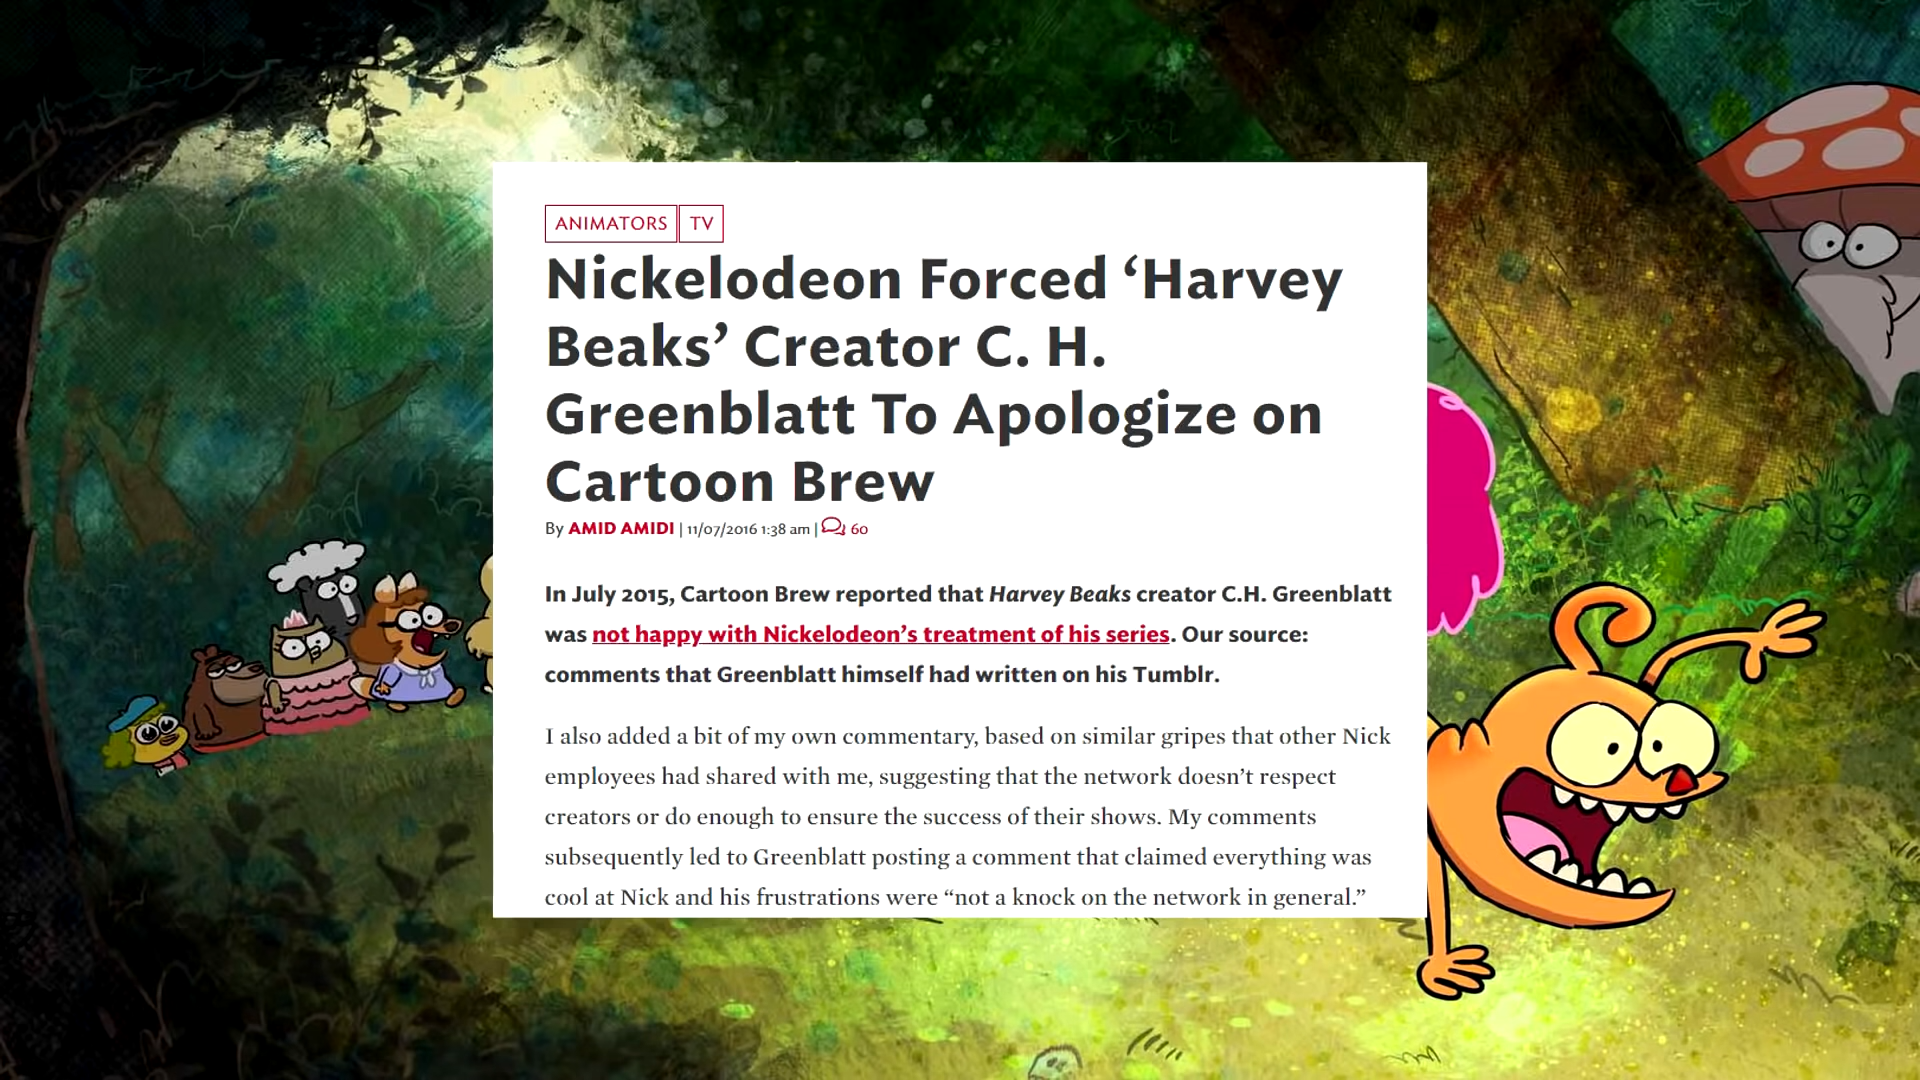 ANIMATORS TV
Nickelodeon Forced ‘Harvey
Beaks’ Creator C. H.
Greenblatt To Apologize on
Cartoon Brew
By AMID AMIDI | 11/07/2016 1:38 am | 60
In July 2015, Cartoon Brew reported that Harvey Beaks creator C.H. Greenblatt
was not happy with Nickelodeon’s treatment of his series. Our source:
comments that Greenblatt himself had written on his Tumblr.
I also added a bit of my own commentary, based on similar gripes that other Nick
employees had shared with me, suggesting that the network doesn’t respect
creators or do enough to ensure the success of their shows. My comments
subsequently led to Greenblatt posting a comment that claimed everything was
cool at Nick and his frustrations were “not a knock on the network in general.”